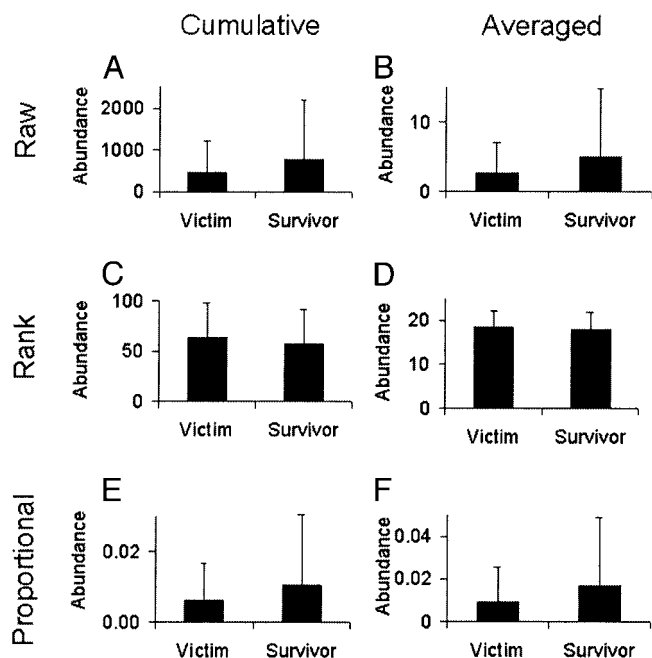 Cumulative
Averaged
Raw
A
Abundance
2000
1000
0
Victim
Survivor
B
Abundance
10
0
Victim
Survivor
Rank
C
Abundance
100
50
0
Victim
Survivor
D
Abundance
20
10
0
Victim
Survivor
Proportional
E
Abundance
0.02
0.00
Victim
Survivor
F
Abundance
0.04
0.02
0
Victim
Survivor